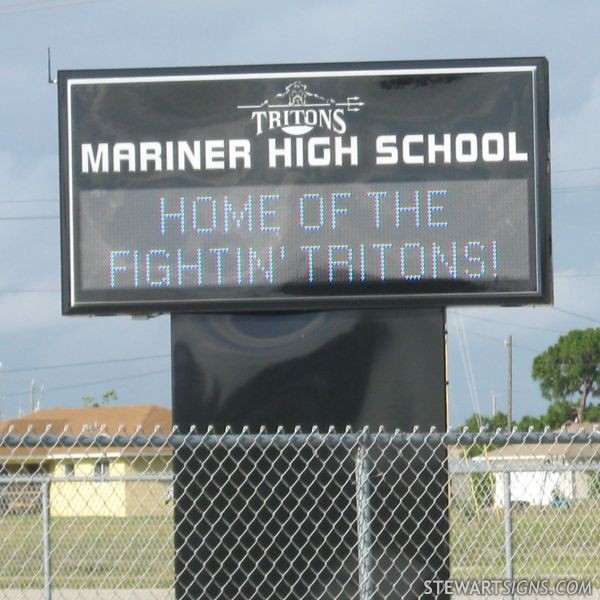 TRITONS
MARINER HIGH SCHOOL
HOME OF THE
FIGHTIN' TRITONS!
STEWARTSIGNS.COM